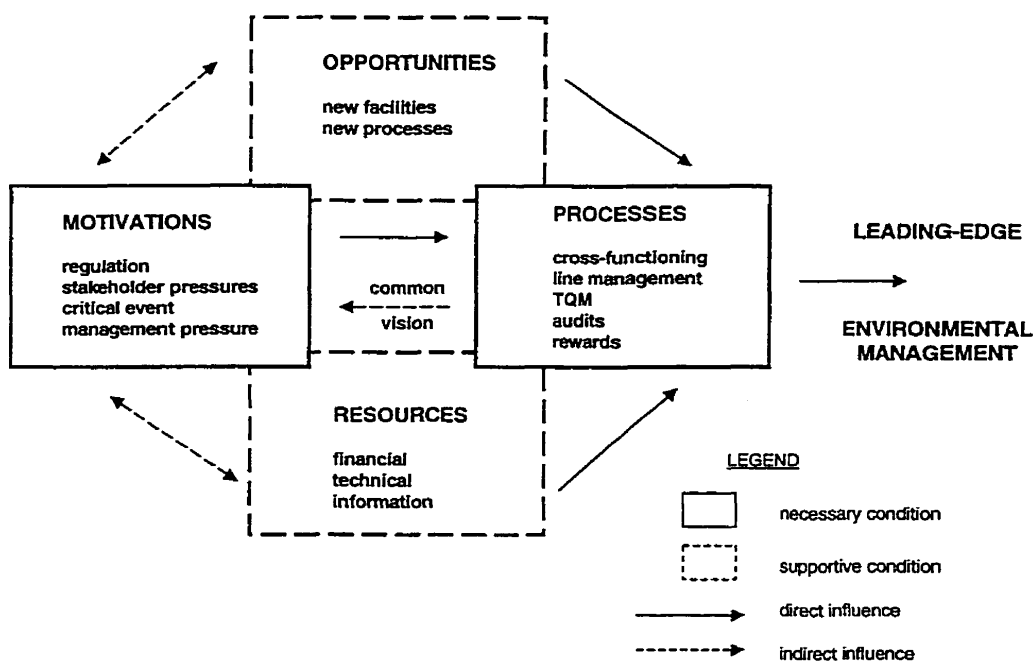 OPPORTUNITIES
new facilities
new processes
MOTIVATIONS
regulation
stakeholder pressures
critical event
management pressure
common
vision
PROCESSES
cross-functioning
line management
TQM
audits
rewards
LEADING-EDGE
ENVIRONMENTAL
MANAGEMENT
RESOURCES
financial
technical
information
LEGEND
necessary condition
supportive condition
direct influence
indirect influence